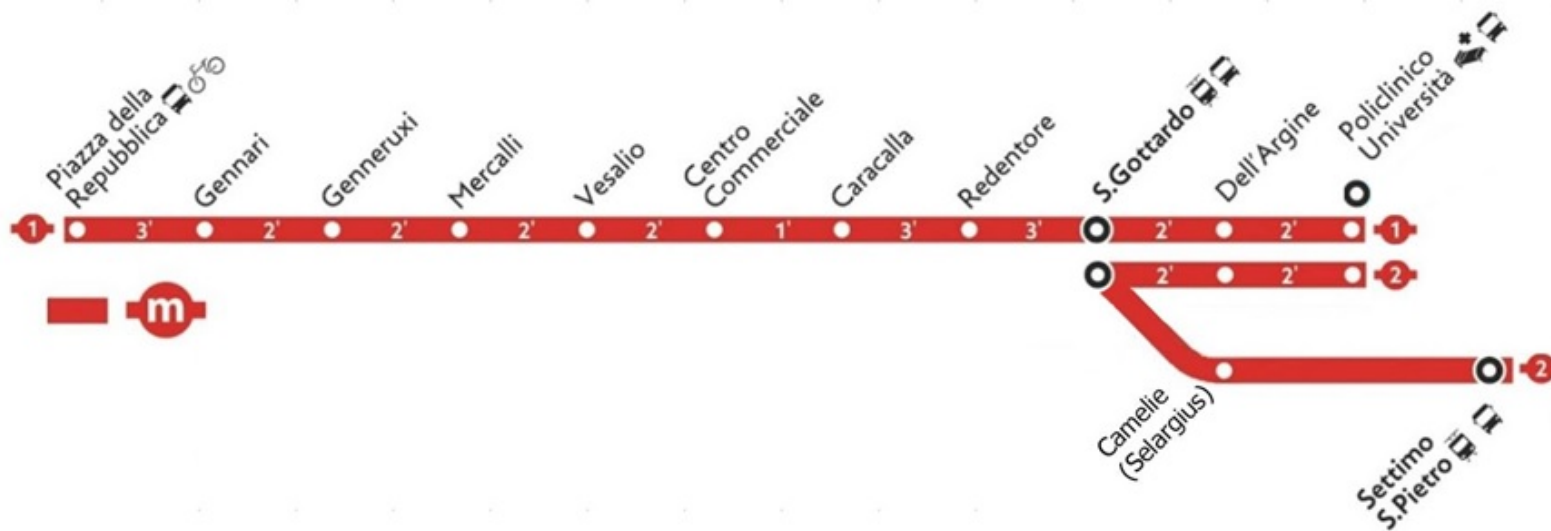 Piazza della
Repubblica
Gennari
Genneruxi
Mercalli
Vesalio
Centro
Commerciale
Caracalla
Redentore
S.Gottardo
Dell'Argine
Policlinico
Università
1 3' 2' 2' 2' 2' 1' 3' 3' 2' 2' 1
2' 2' 2
m
2
Camelie
(Selargius)
Settimo
S.Pietro